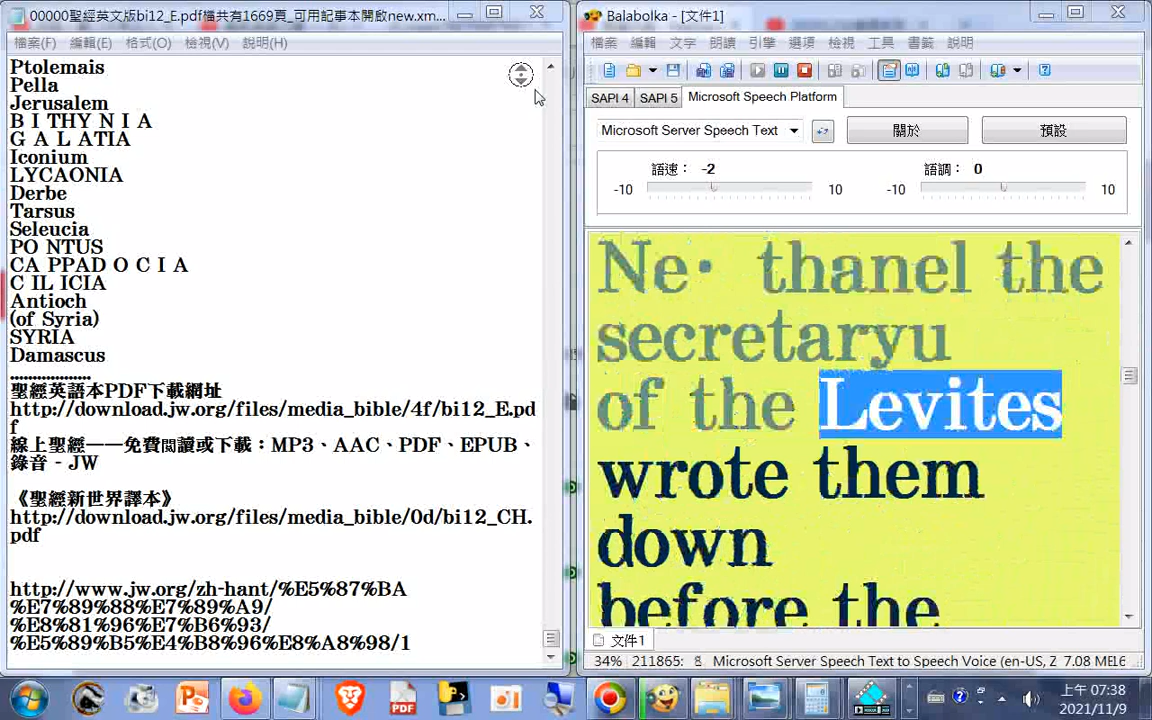 00000聖經英文版bi12_E.pdf檔共有1669頁_可用記事本開啟new.xm...
檔案(F) 編輯(E) 格式(O) 檢視(V) 說明(H)
Ptolemais
Pella
Jerusalem
B I THY N I A
G A L ATIA
Iconium
LYCAONIA
Derbe
Tarsus
Seleucia
PO NTUS
CA PPAD O C I A
C IL ICIA
Antioch
(of Syria)
SYRIA
Damascus
..................
聖經英語本PDF下載網址
http://download.jw.org/files/media_bible/4f/bi12_E.pd
f
線上聖經——免費閱讀或下載：MP3、AAC、PDF、EPUB、
錄音 - JW
《聖經新世界譯本》
http://download.jw.org/files/media_bible/0d/bi12_CH.
pdf
http://www.jw.org/zh-hant/%E5%87%BA
%E7%89%88%E7%89%A9/
%E8%81%96%E7%B6%93/
%E5%89%B5%E4%B8%96%E8%A8%98/1
Balabolka - [文件1]
檔案 編輯 文字 朗讀 引擎 選項 檢視 工具 書籤 說明
SAPI 4 SAPI 5 Microsoft Speech Platform
Microsoft Server Speech Text 關於 預設
語速： -2 語調： 0
-10 10 -10 10
Ne· thanel the
secretaryu
of the Levites
wrote them
down
before the
文件1
34% 211865: Microsoft Server Speech Text to Speech Voice (en-US, Z 7.08 ME
PDF
上午 07:38
2021/11/9